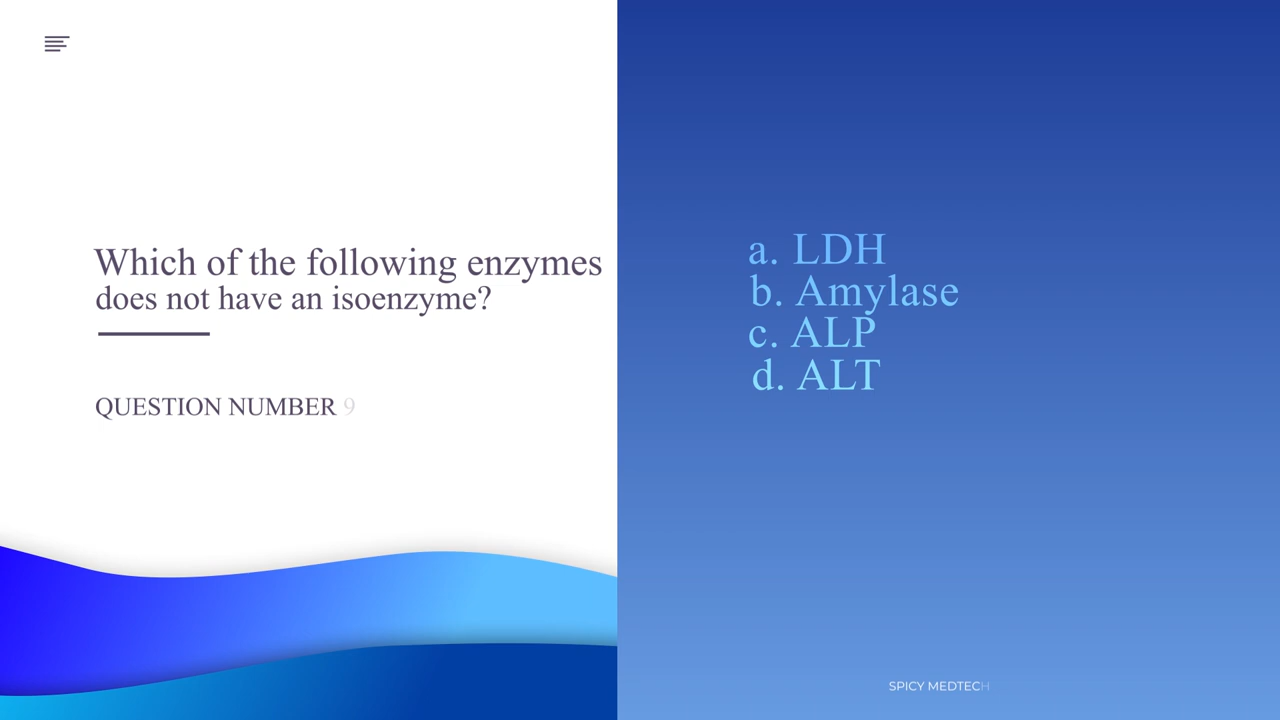 Which of the following enzymes
does not have an isoenzyme?
QUESTION NUMBER 9
a. LDH
b. Amylase
c. ALP
d. ALT
SPICY MEDTECH